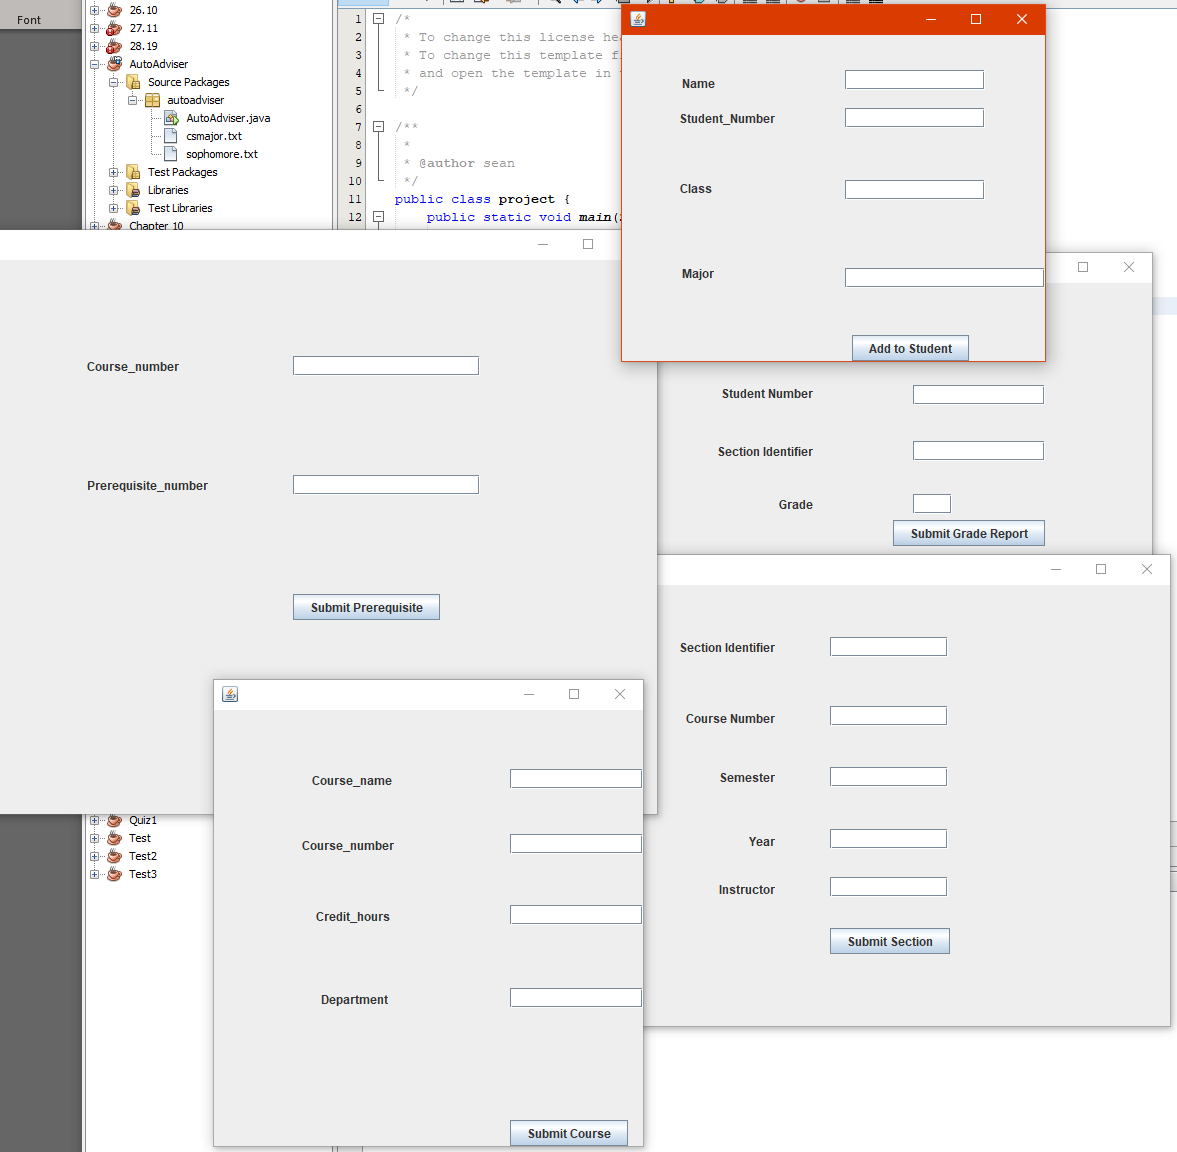 Font
26.10
27.11
28.19
AutoAdviser
Source Packages
autoadviser
AutoAdviser.java
csmajor.txt
sophomore.txt
Test Packages
Libraries
Test Libraries
Chapter 10
1 /*
2 * To change this license hea
3 * To change this template f
4 * and open the template in
5 */
6
7 /**
8 *
9 * @author sean
10 */
11 public class project {
12 public static void main(
Name
Student_Number
Class
Major
Add to Student
Course_number
Prerequisite_number
Submit Prerequisite
Student Number
Section Identifier
Grade
Submit Grade Report
Section Identifier
Course Number
Semester
Year
Instructor
Submit Section
Course_name
Course_number
Credit_hours
Department
Submit Course
Quiz1
Test
Test2
Test3